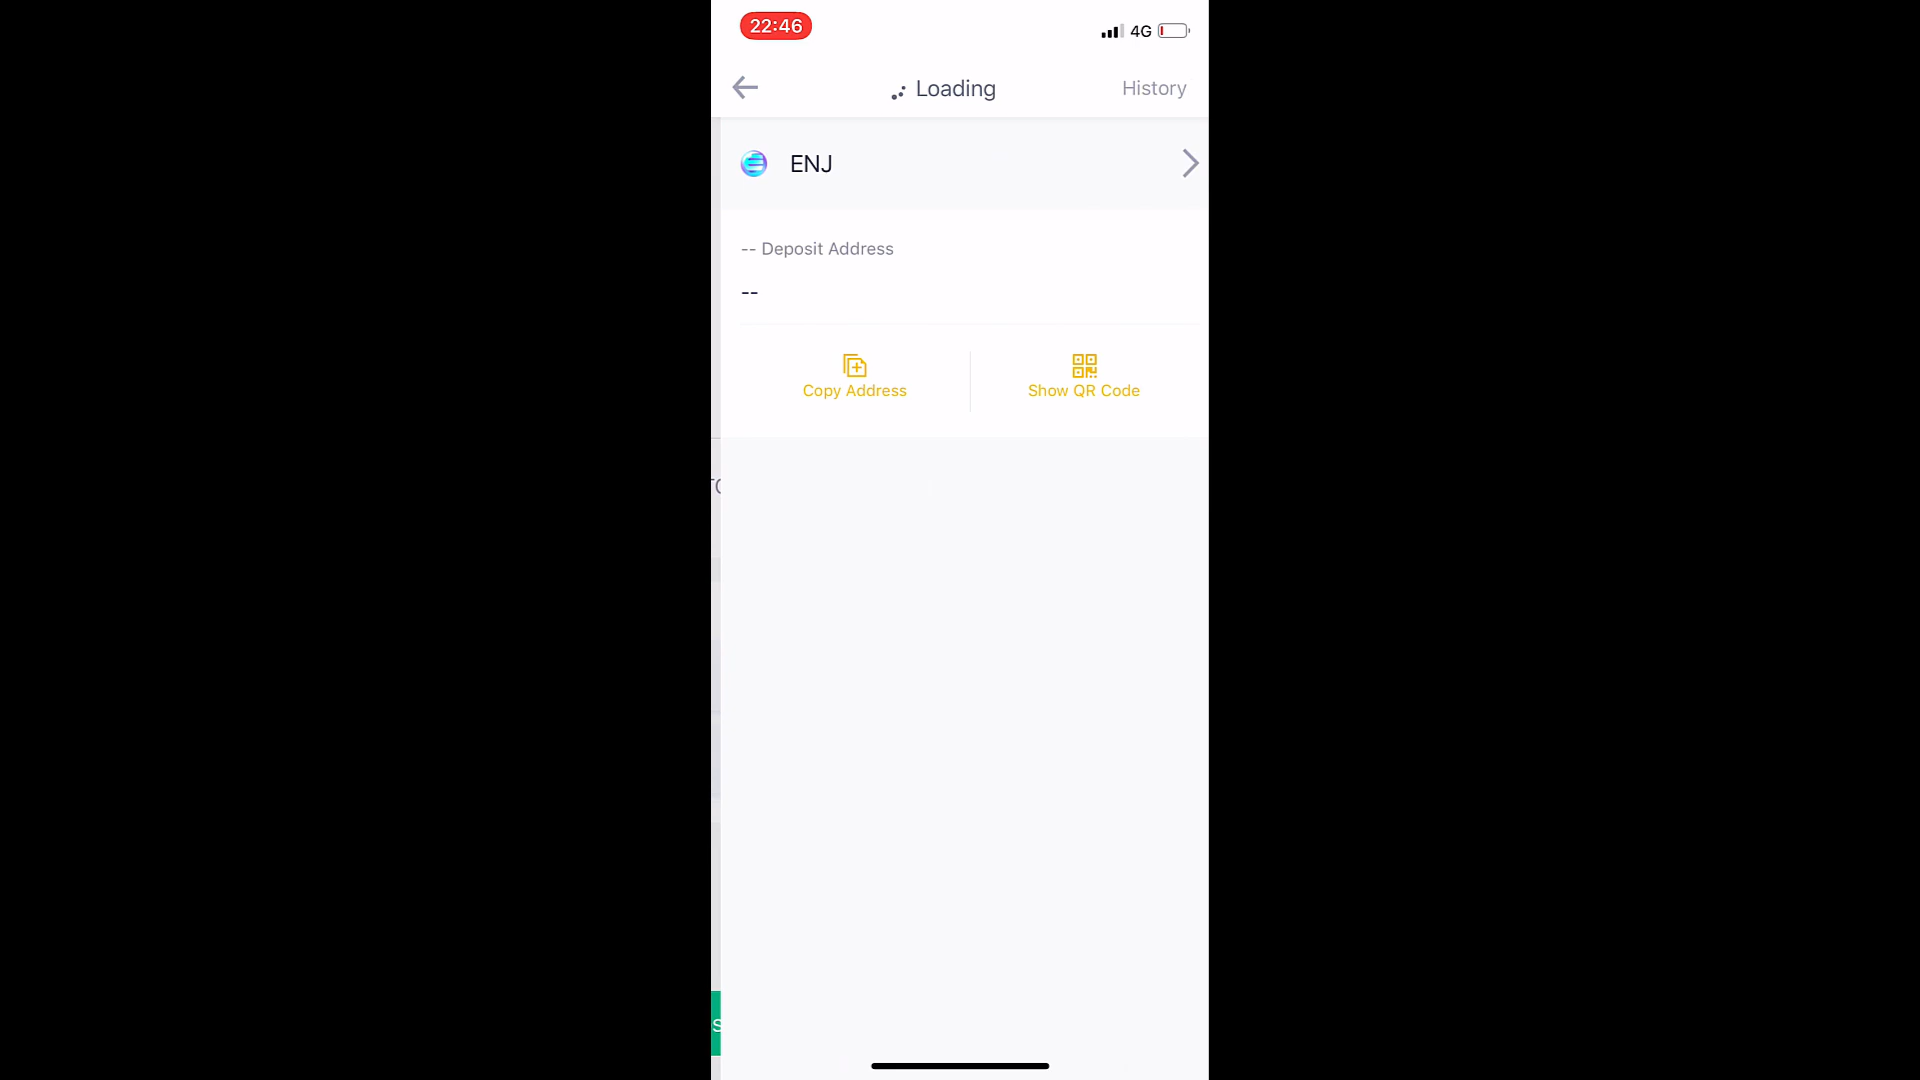 22:46
4G
Loading
History
ENJ
-- Deposit Address
--
Copy Address
Show QR Code